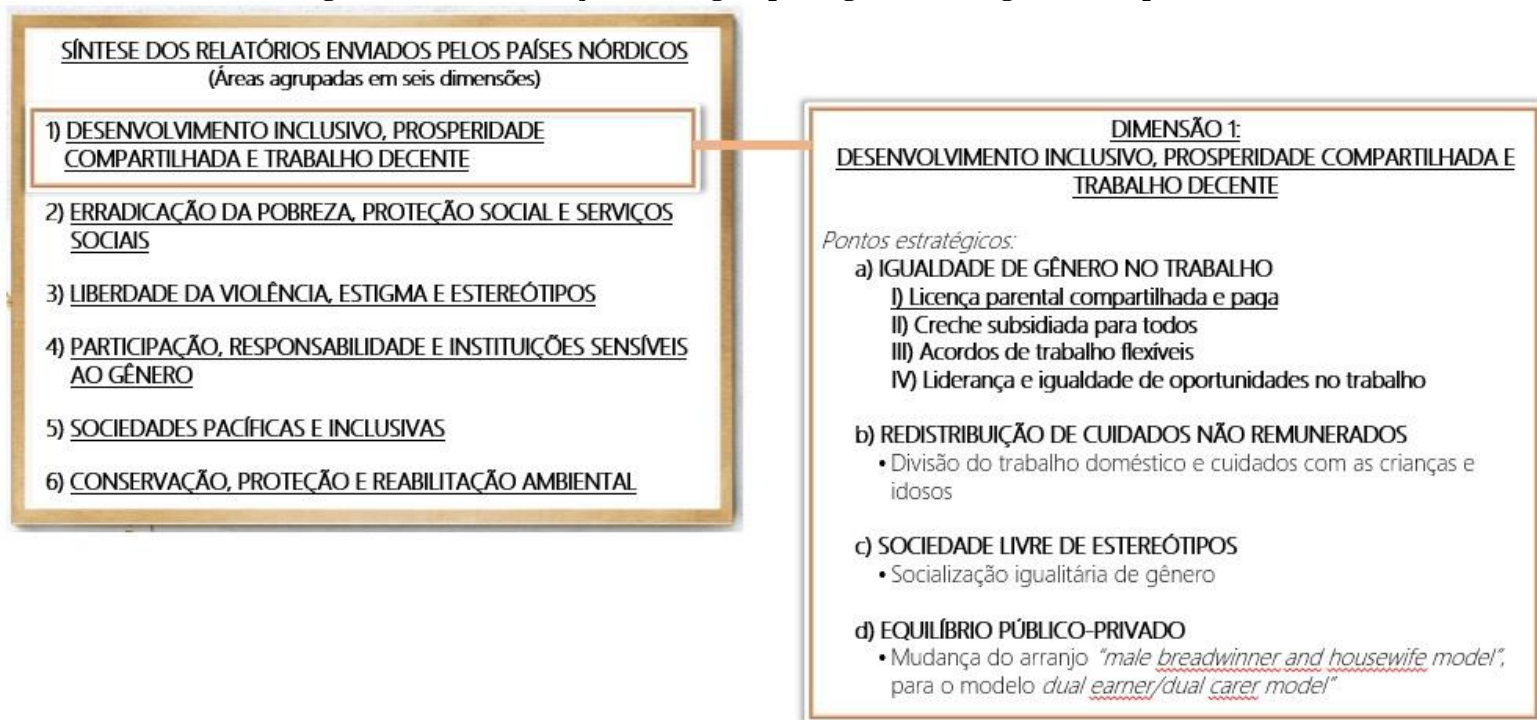 SÍNTESE DOS RELATÓRIOS ENVIADOS PELOS PAÍSES NÓRDICOS
(Áreas agrupadas em seis dimensões)
1) DESENVOLVIMENTO INCLUSIVO, PROSPERIDADE
COMPARTILHADA E TRABALHO DECENTE
2) ERRADICAÇÃO DA POBREZA, PROTEÇÃO SOCIAL E SERVIÇOS
SOCIAIS
3) LIBERDADE DA VIOLÊNCIA, ESTIGMA E ESTEREÓTIPOS
4) PARTICIPAÇÃO, RESPONSABILIDADE E INSTITUIÇÕES SENSÍVEIS
AO GÊNERO
5) SOCIEDADES PACÍFICAS E INCLUSIVAS
6) CONSERVAÇÃO, PROTEÇÃO E REABILITAÇÃO AMBIENTAL
DIMENSÃO 1:
DESENVOLVIMENTO INCLUSIVO, PROSPERIDADE COMPARTILHADA E
TRABALHO DECENTE
Pontos estratégicos:
a) IGUALDADE DE GÊNERO NO TRABALHO
I) Licença parental compartilhada e paga
II) Creche subsidiada para todos
III) Acordos de trabalho flexíveis
IV) Liderança e igualdade de oportunidades no trabalho
b) REDISTRIBUIÇÃO DE CUIDADOS NÃO REMUNERADOS
• Divisão do trabalho doméstico e cuidados com as crianças e
idosos
c) SOCIEDADE LIVRE DE ESTEREÓTIPOS
• Socialização igualitária de gênero
d) EQUILÍBRIO PÚBLICO-PRIVADO
• Mudança do arranjo "male breadwinner and housewife model",
para o modelo dual earner/dual carer model"